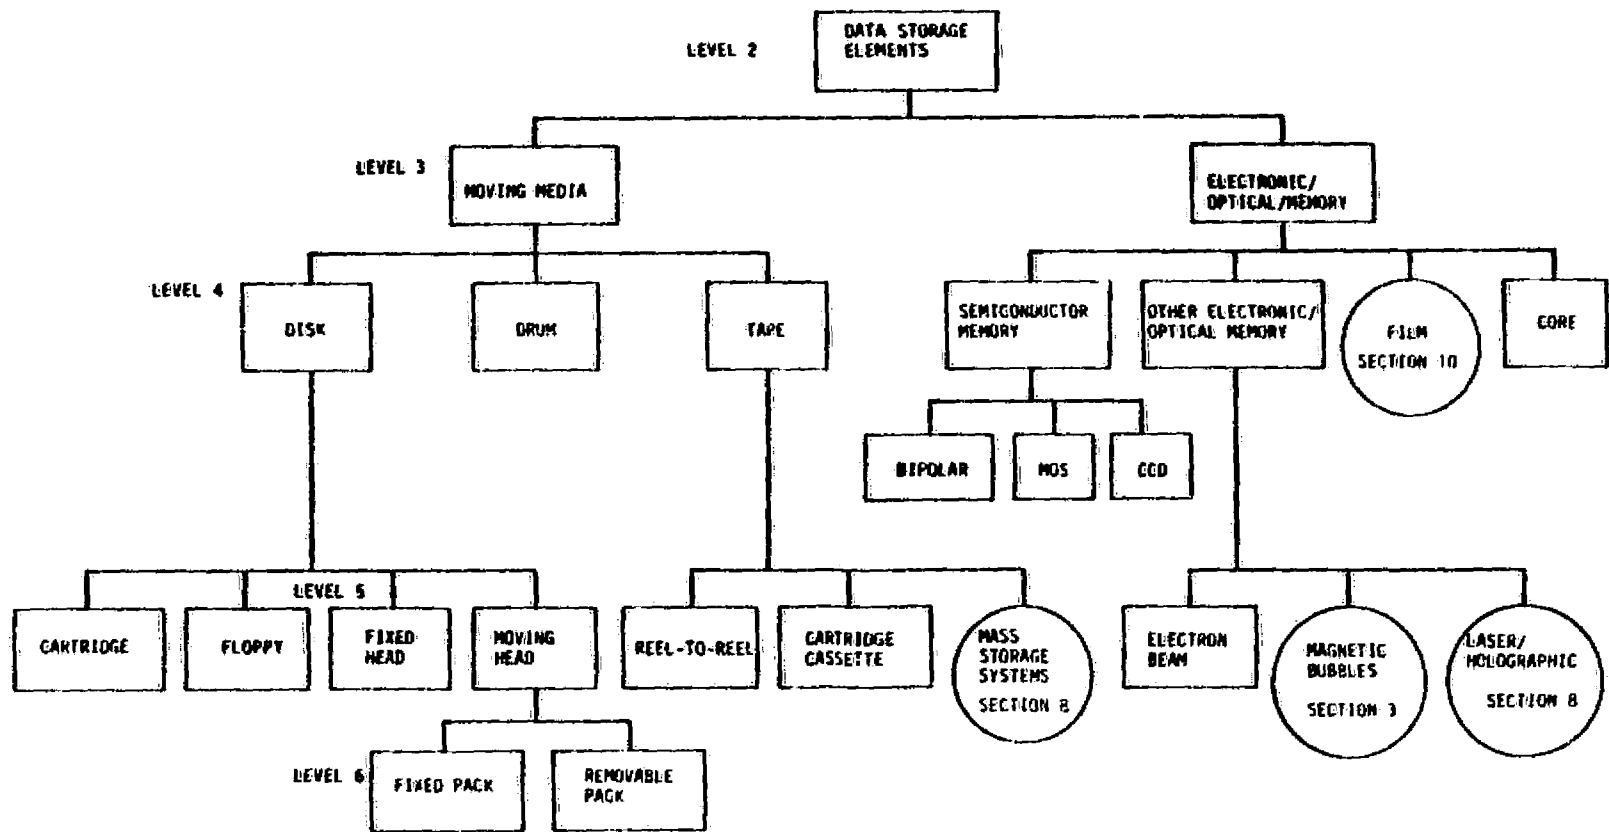 LEVEL 2
DATA STORAGE
ELEMENTS
LEVEL 3
MOVING MEDIA
ELECTRONIC/
OPTICAL/MEMORY
LEVEL 4
DISK
DRUM
TAPE
SEMICONDUCTOR
MEMORY
OTHER ELECTRONIC/
OPTICAL MEMORY
FILM
SECTION 10
CORE
BIPOLAR
MOS
CCD
LEVEL 5
CARTRIDGE
FLOPPY
FIXED
HEAD
MOVING
HEAD
REEL-TO-REEL
CARTRIDGE
CASSETTE
MASS
STORAGE
SYSTEMS
SECTION 8
ELECTRON
BEAM
MAGNETIC
BUBBLES
SECTION 3
LASER/
HOLOGRAPHIC
SECTION 8
LEVEL 6
FIXED PACK
REMOVABLE
PACK